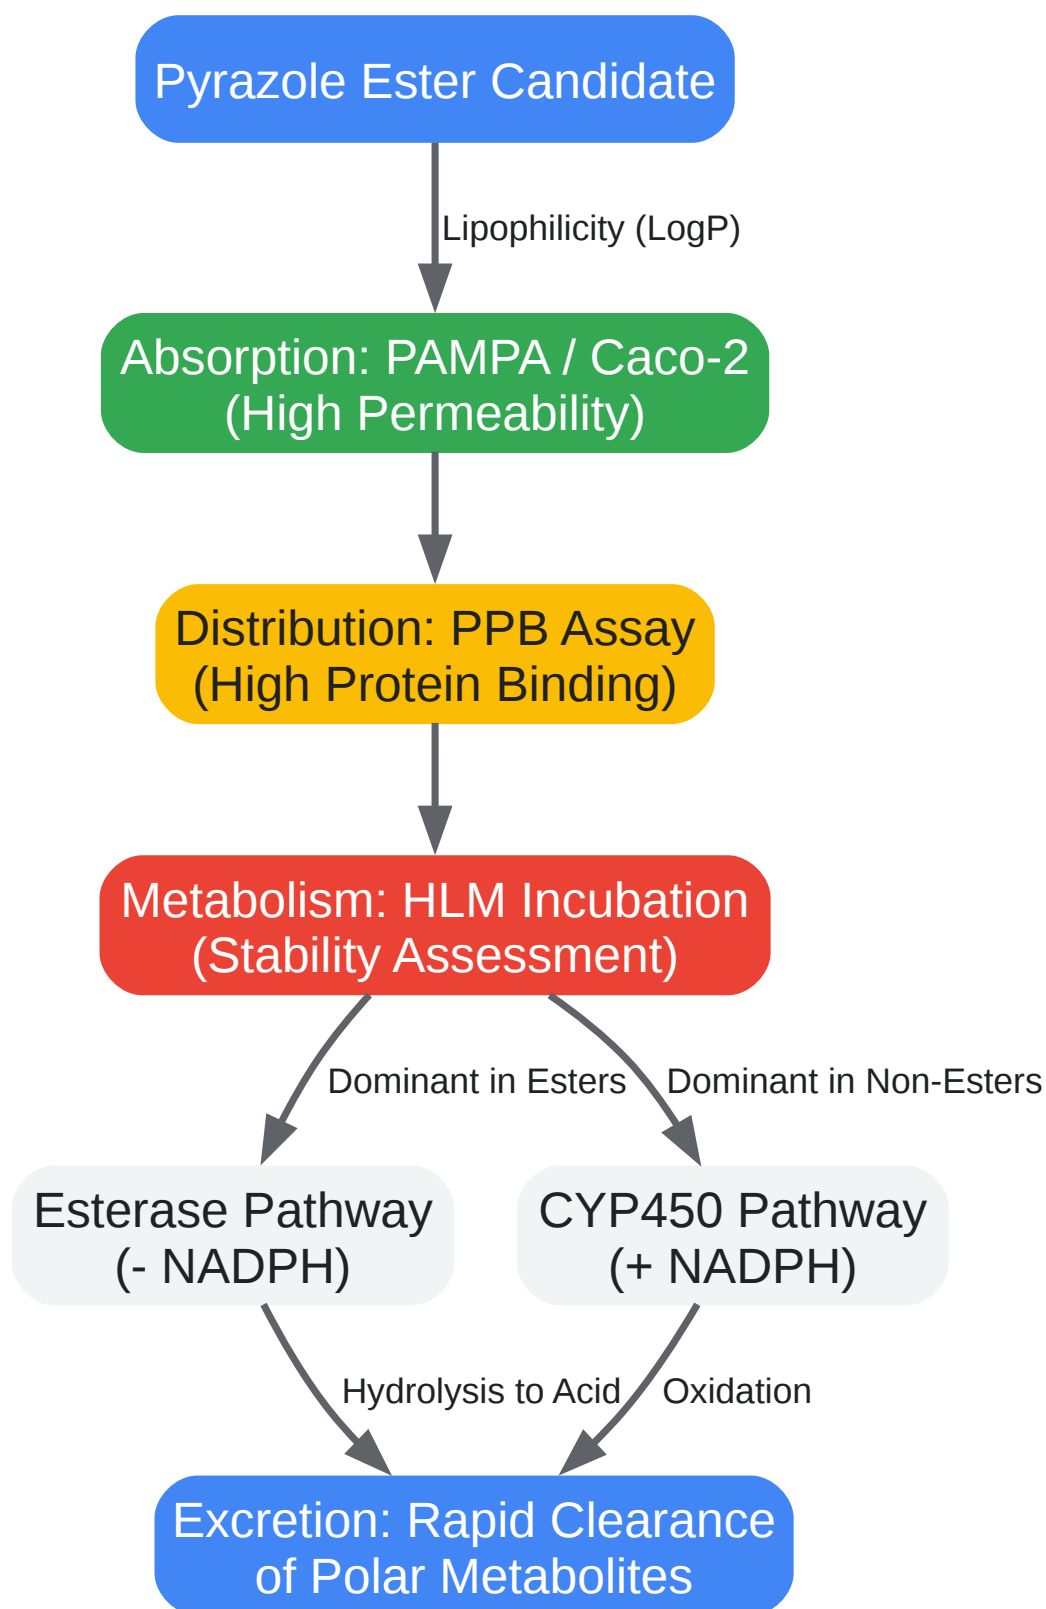 Pyrazole Ester Candidate
Lipophilicity (LogP)
Absorption: PAMPA / Caco-2
(High Permeability)
Distribution: PPB Assay
(High Protein Binding)
Metabolism: HLM Incubation
(Stability Assessment)
Dominant in Esters
Dominant in Non-Esters
Esterase Pathway
(- NADPH)
CYP450 Pathway
(+ NADPH)
Hydrolysis to Acid
Oxidation
Excretion: Rapid Clearance
of Polar Metabolites